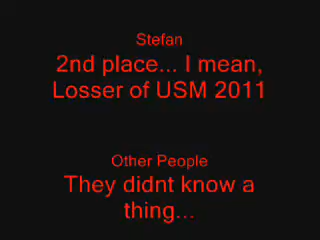 Stefan
2nd place... I mean,
Losser of USM 2011
Other People
They didnt know a
thing...